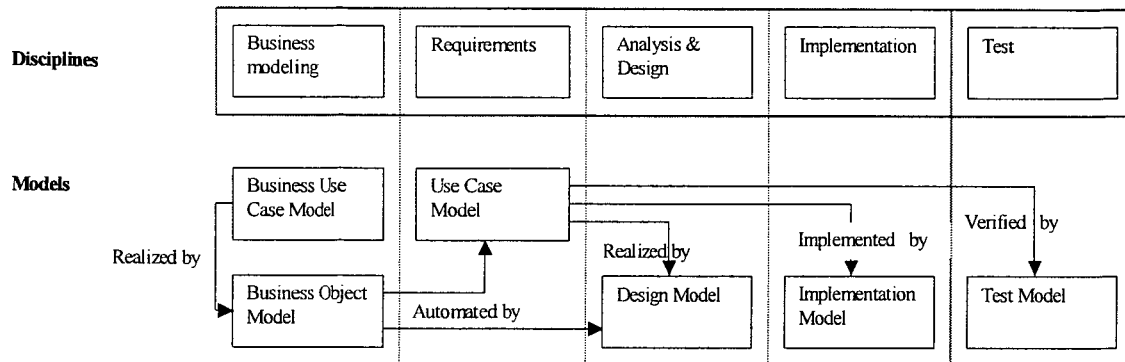 Disciplines
Business
modeling
Requirements
Analysis &
Design
Implementation
Test
Models
Business Use
Case Model
Use Case
Model
Realized by
Business Object
Model
Automated by
Realized by
Design Model
Implemented by
Implementation
Model
Verified by
Test Model